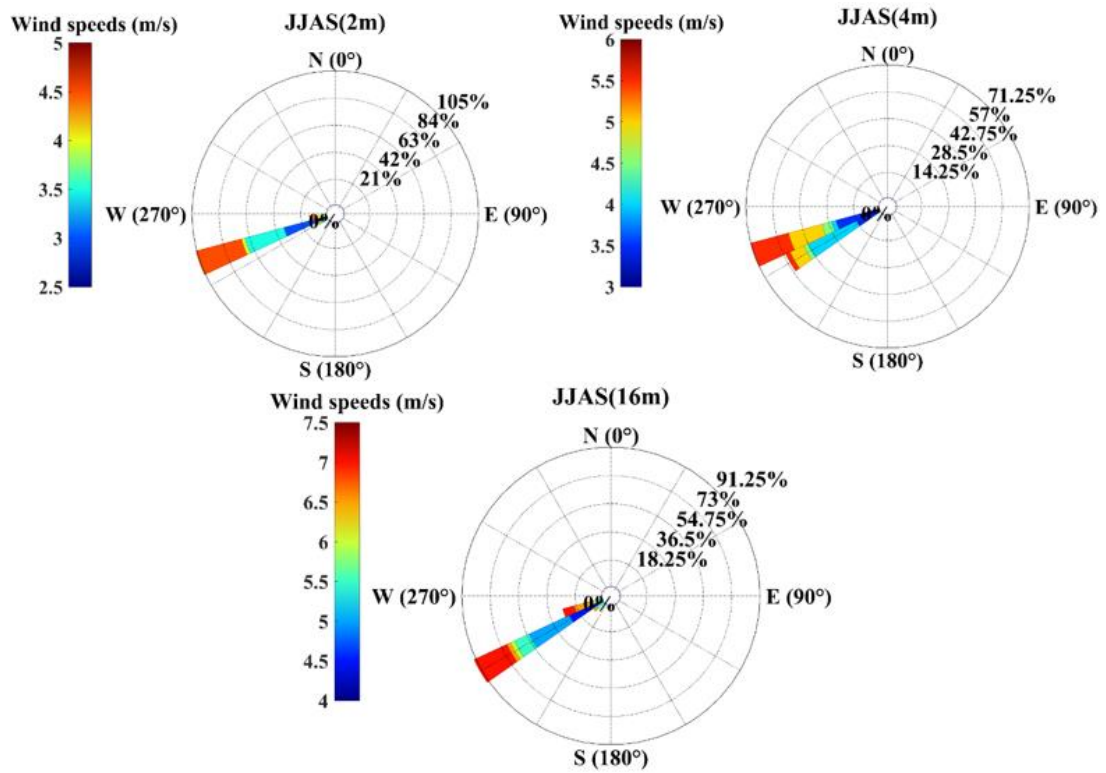 Wind speeds (m/s)
JJAS(2m)
5
4.5
4
3.5
3
2.5
N (0°)
105%
84%
63%
42%
21%
0%
W (270°)
E (90°)
S (180°)
Wind speeds (m/s)
JJAS(4m)
6
5.5
5
4.5
4
3.5
3
N (0°)
71.25%
57%
42.75%
28.5%
14.25%
0%
W (270°)
E (90°)
S (180°)
Wind speeds (m/s)
JJAS(16m)
7.5
7
6.5
6
5.5
5
4.5
4
N (0°)
91.25%
73%
54.75%
36.5%
18.25%
0%
W (270°)
E (90°)
S (180°)